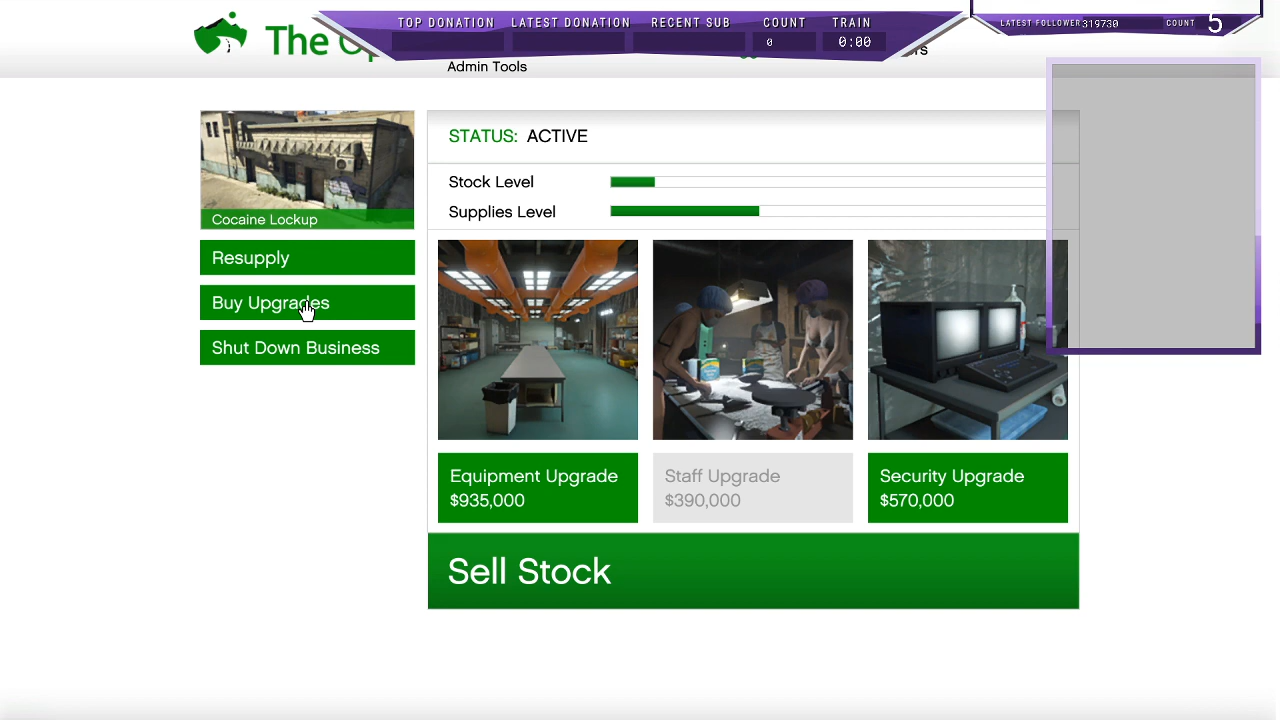 TOP DONATION LATEST DONATION RECENT SUB COUNT TRAIN
0 0:00
LATEST FOLLOWER 319730 COUNT 5
The
Admin Tools
Cocaine Lockup
Resupply
Buy Upgrades
Shut Down Business
STATUS: ACTIVE
Stock Level
Supplies Level
Equipment Upgrade
$935,000
Staff Upgrade
$390,000
Security Upgrade
$570,000
Sell Stock